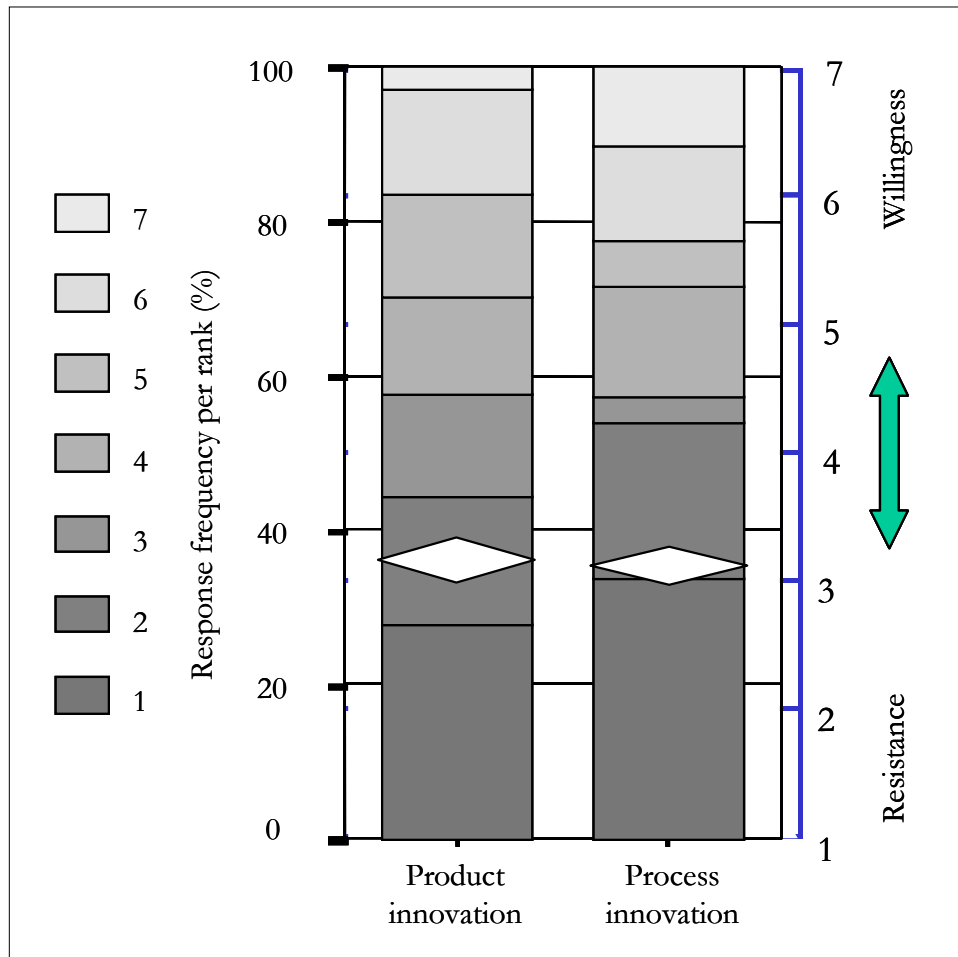 7
6
5
4
3
2
1
Response frequency per rank (%)
100
80
60
40
20
0
Product
innovation
Process
innovation
7
6
5
4
3
2
1
Willingness
Resistance